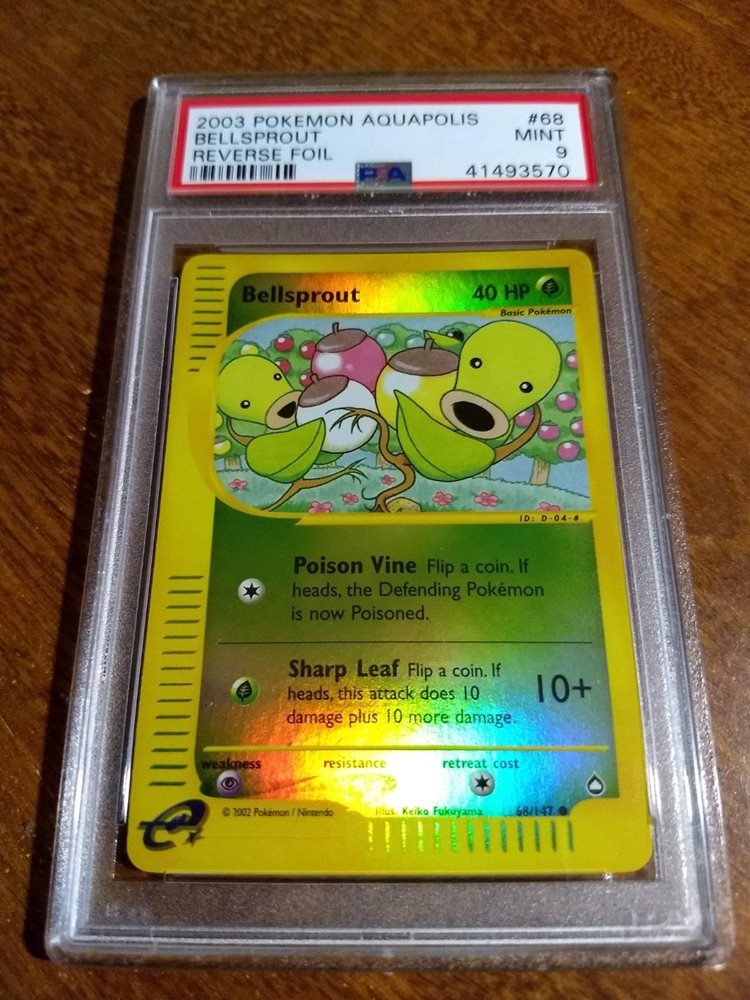 2003 POKEMON AQUAPOLIS #68
BELLSPROUT MINT
REVERSE FOIL 9
PSA 41493570
Bellsprout 40 HP
Basic Pokémon
ID: D-04-#
Poison Vine Flip a coin. If
heads, the Defending Pokémon
is now Poisoned.
Sharp Leaf Flip a coin. If
heads, this attack does 10
damage plus 10 more damage.
10+
weakness resistance retreat cost
© 2002 Pokémon / Nintendo Illus. Keiko Fukuyama 68/147
e